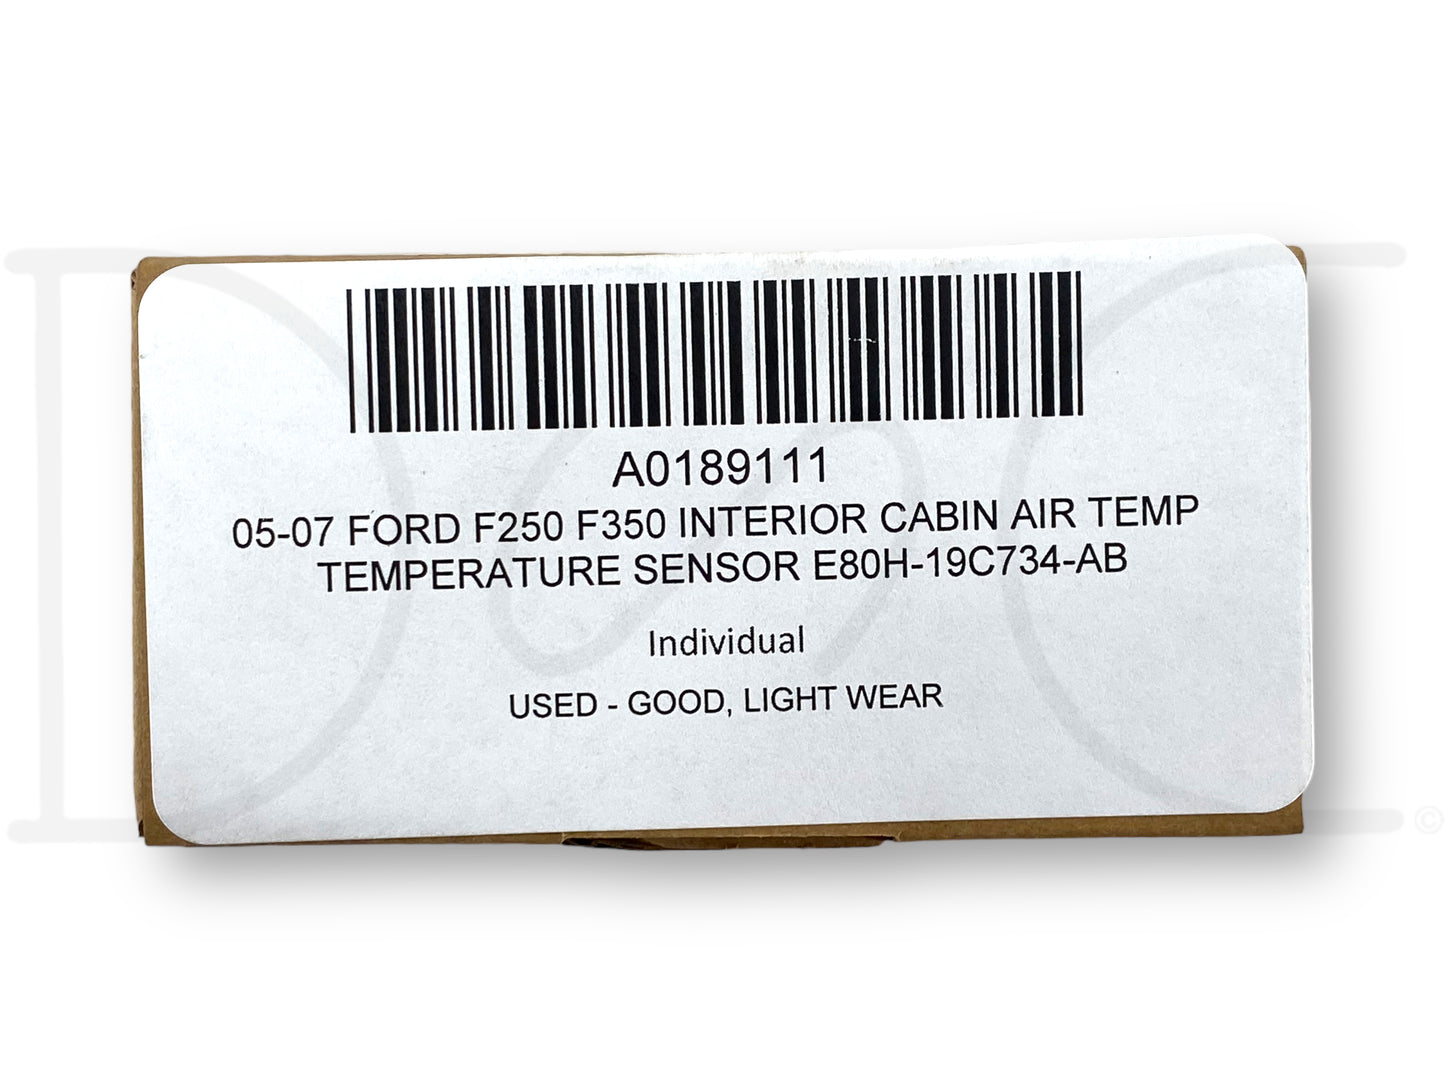 A0189111
05-07 FORD F250 F350 INTERIOR CABIN AIR TEMP
TEMPERATURE SENSOR E80H-19C734-AB
Individual
USED - GOOD, LIGHT WEAR
©